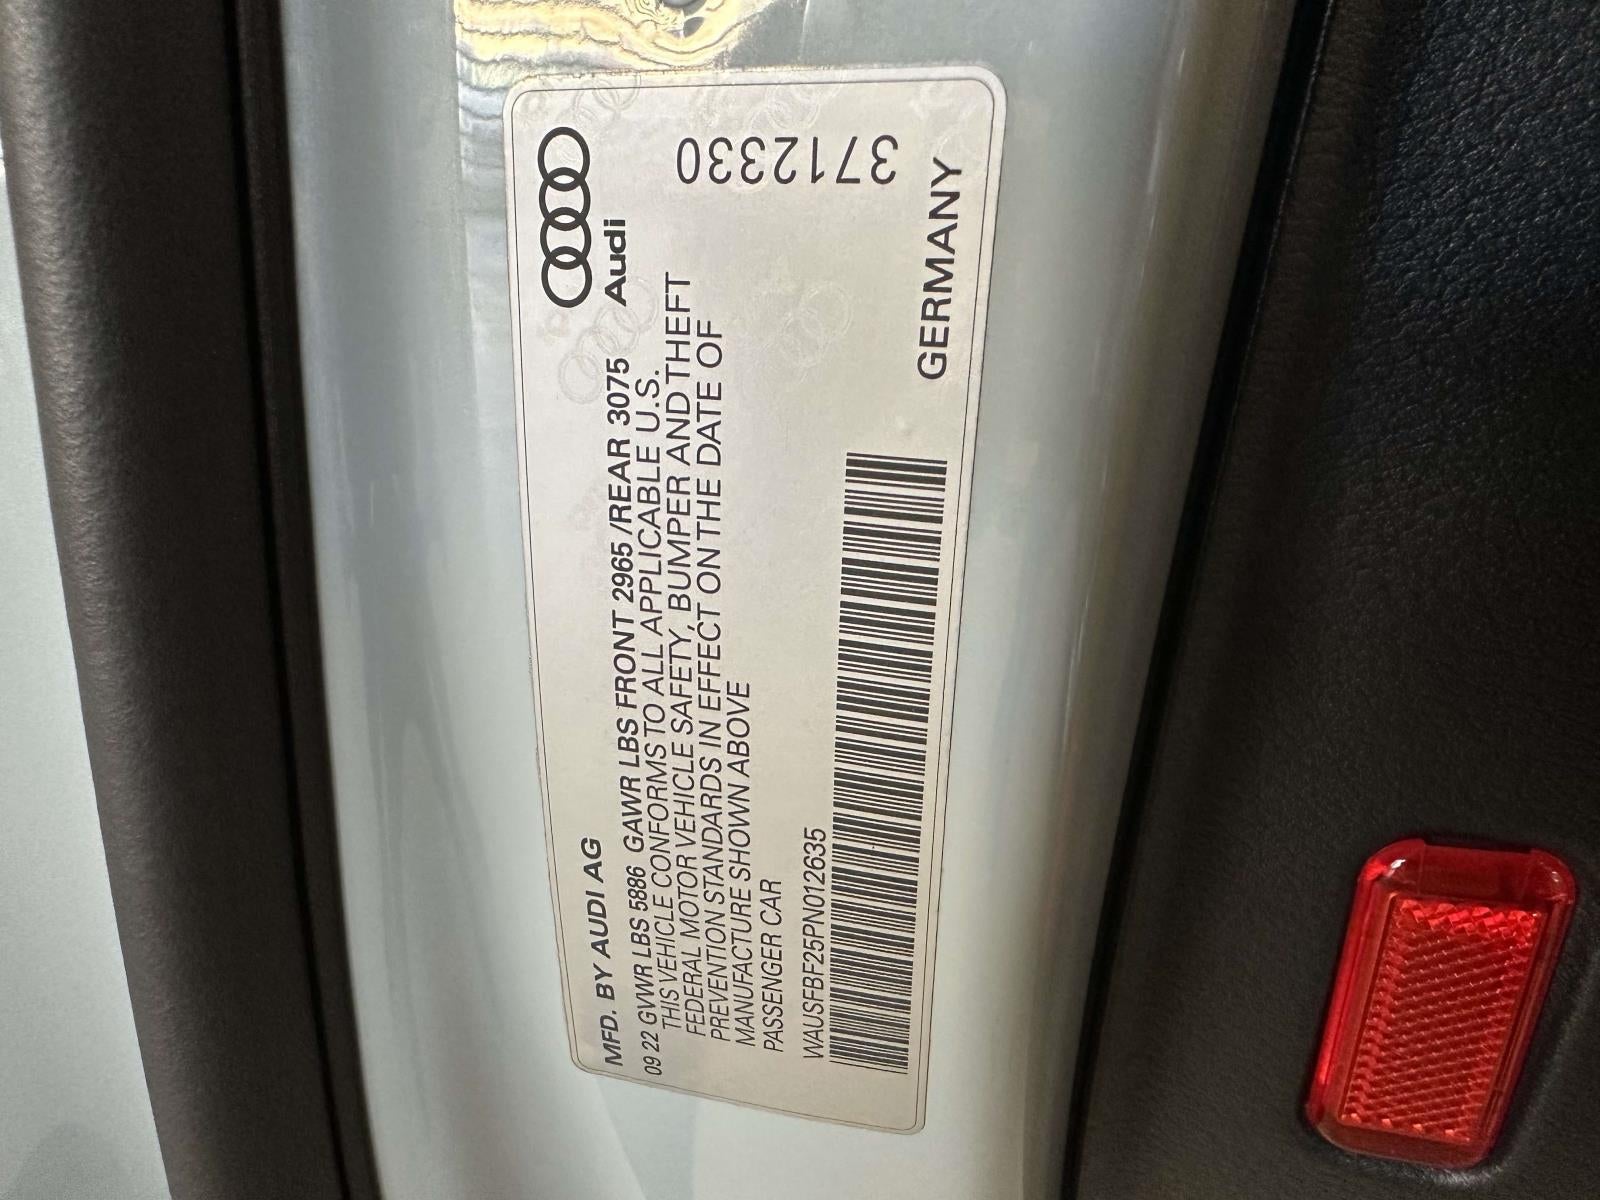 MFD. BY AUDI AG
09 22 GVWR LBS 5886 GAWR LBS FRONT 2965 /REAR 3075
THIS VEHICLE CONFORMS TO ALL APPLICABLE U.S.
FEDERAL MOTOR VEHICLE SAFETY, BUMPER AND THEFT
PREVENTION STANDARDS IN EFFECT ON THE DATE OF
MANUFACTURE SHOWN ABOVE
PASSENGER CAR
WAUSFBF25PN012635
Audi
3712330
GERMANY